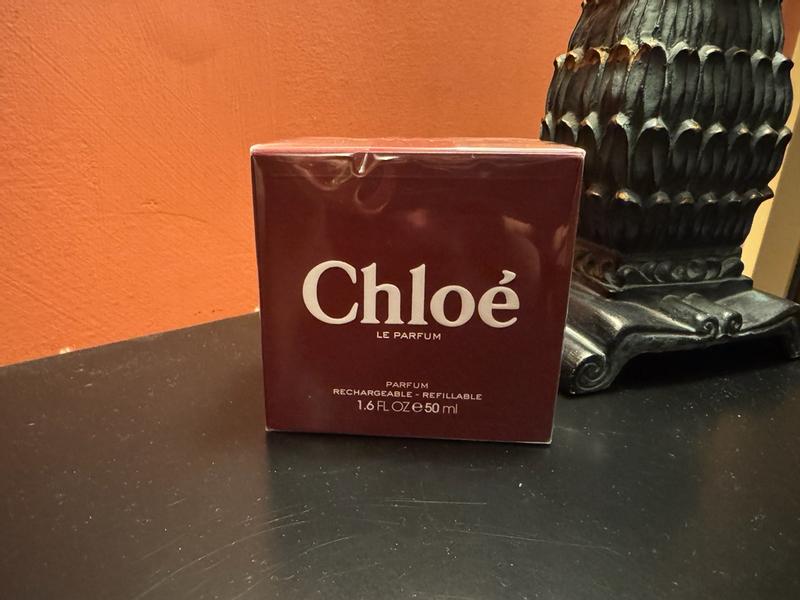 Chloé
LE PARFUM
PARFUM
RECHARGEABLE - REFILLABLE
1.6 FL OZ ℮ 50 ml